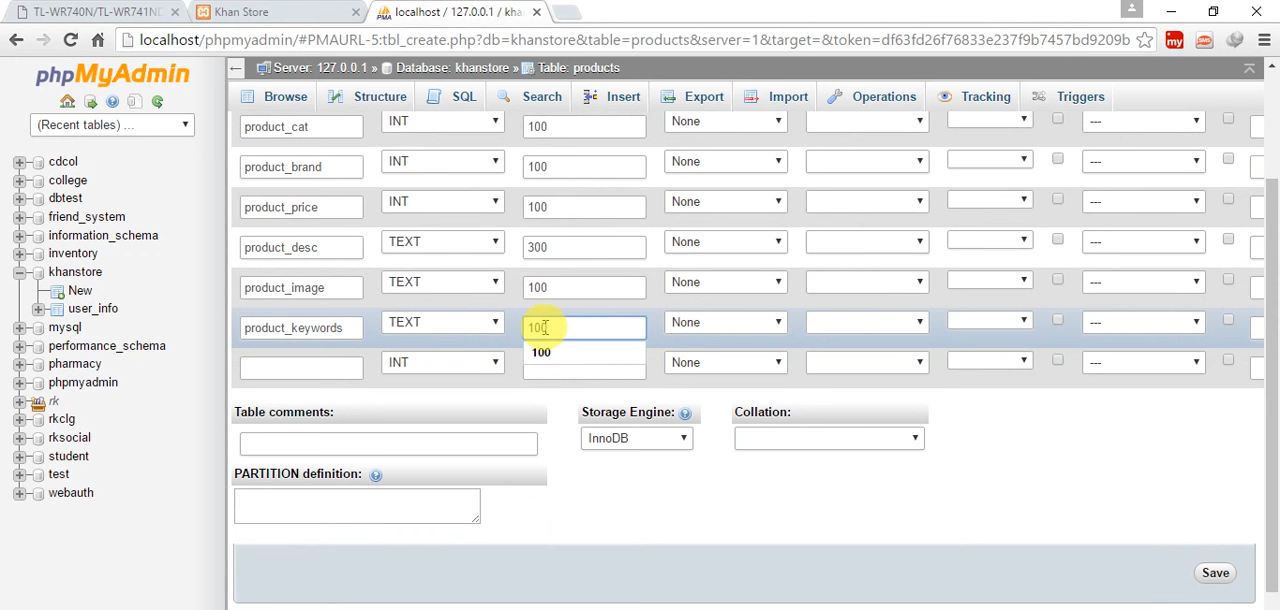 TL-WR740N/TL-WR741ND
Khan Store
localhost / 127.0.0.1 / kha
localhost/phpmyadmin/#PMAURL-5:tbl_create.php?db=khanstore&table=products&server=1&target=&token=df63fd26f76833e237f9b7457bd9209b
phpMyAdmin
(Recent tables) ...
cdcol
college
dbtest
friend_system
information_schema
inventory
khanstore
New
user_info
mysql
performance_schema
pharmacy
phpmyadmin
rk
rkclg
rksocial
student
test
webauth
Server: 127.0.0.1 » Database: khanstore » Table: products
Browse Structure SQL Search Insert Export Import Operations Tracking Triggers
product_cat INT 100 None ---
product_brand INT 100 None ---
product_price INT 100 None ---
product_desc TEXT 300 None ---
product_image TEXT 100 None ---
product_keywords TEXT 100 None ---
100
INT None ---
Table comments: Storage Engine: Collation:
InnoDB
PARTITION definition:
Save